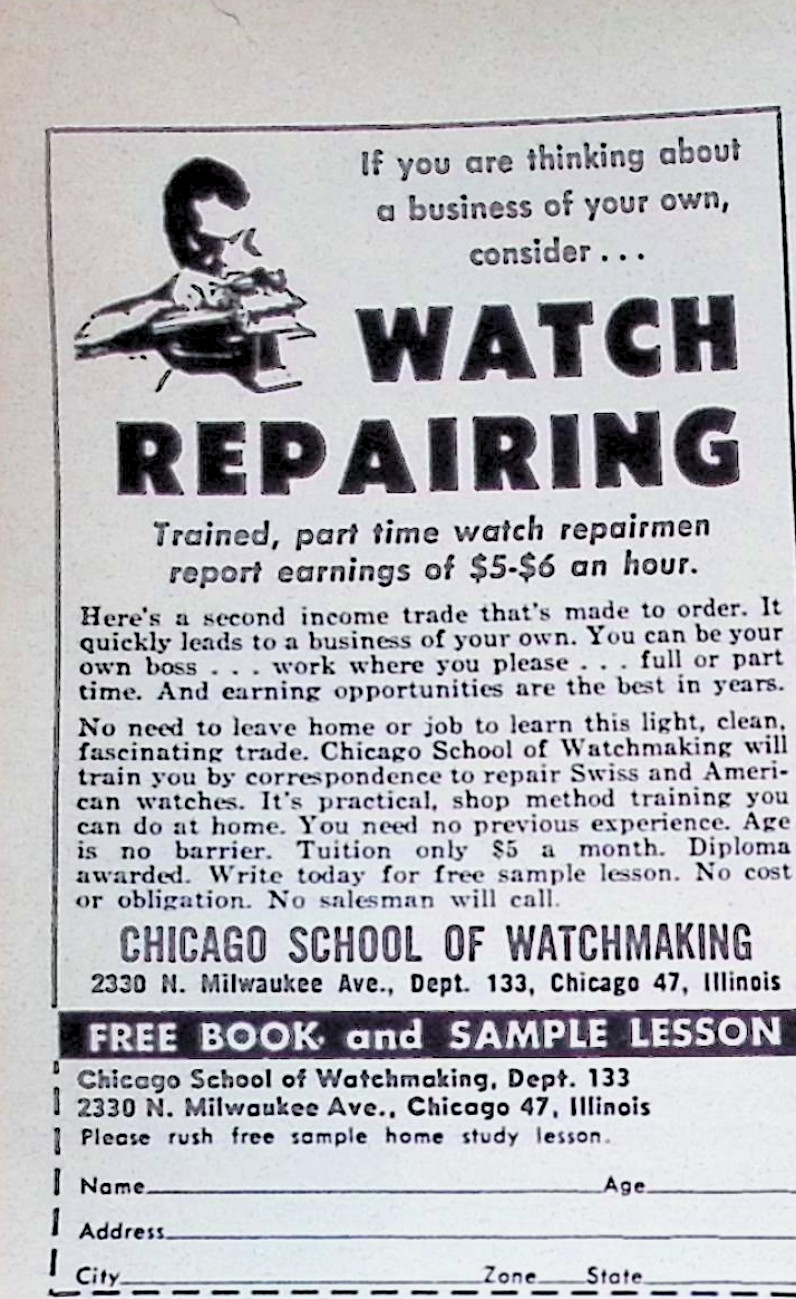 If you are thinking about
a business of your own,
consider . . .
WATCH
REPAIRING
Trained, part time watch repairmen
report earnings of $5-$6 an hour.
Here's a second income trade that's made to order. It
quickly leads to a business of your own. You can be your
own boss . . . work where you please . . . full or part
time. And earning opportunities are the best in years.
No need to leave home or job to learn this light, clean,
fascinating trade. Chicago School of Watchmaking will
train you by correspondence to repair Swiss and Ameri-
can watches. It's practical, shop method training you
can do at home. You need no previous experience. Age
is no barrier. Tuition only $5 a month. Diploma
awarded. Write today for free sample lesson. No cost
or obligation. No salesman will call.
CHICAGO SCHOOL OF WATCHMAKING
2330 N. Milwaukee Ave., Dept. 133, Chicago 47, Illinois
FREE BOOK and SAMPLE LESSON
Chicago School of Watchmaking, Dept. 133
2330 N. Milwaukee Ave., Chicago 47, Illinois
Please rush free sample home study lesson.
Name Age
Address
City Zone State